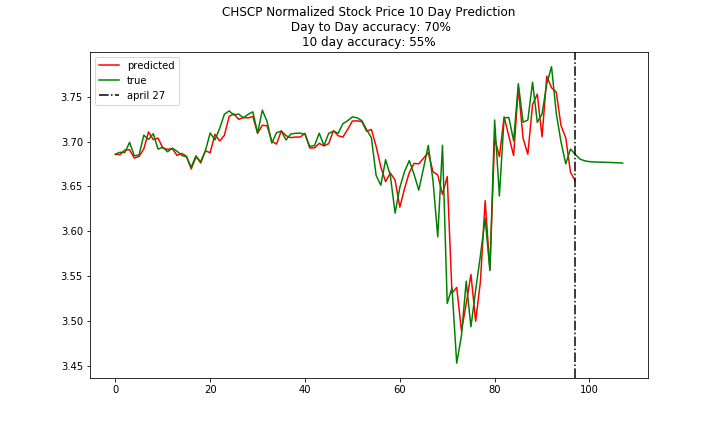 CHSCP Normalized Stock Price 10 Day Prediction
Day to Day accuracy: 70%
10 day accuracy: 55%
predicted
true
april 27
3.75
3.70
3.65
3.60
3.55
3.50
3.45
0 20 40 60 80 100